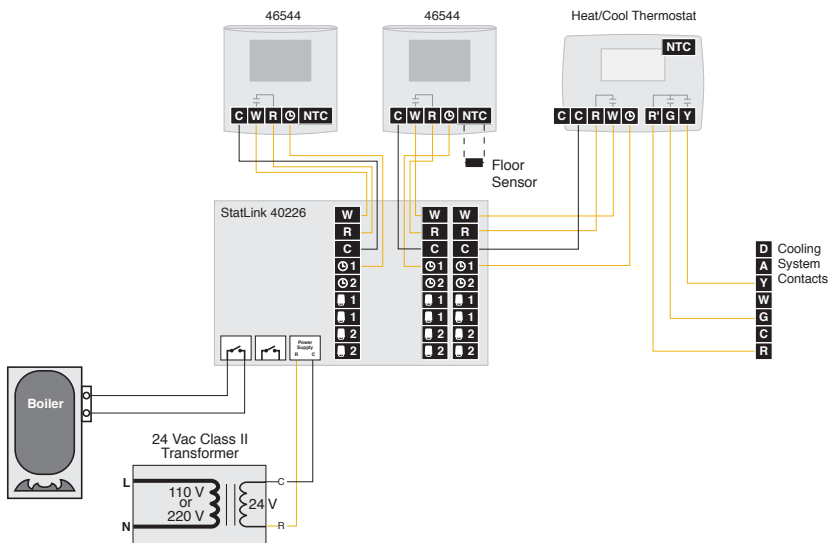 46544
46544
Heat/Cool Thermostat
NTC
C W R NTC
C W R NTC
C C R W R' G Y
Floor
Sensor
StatLink 40226
W
R
C
1
2
1
1
2
2
W W
R R
C C
1 1
2 2
1 1
1 1
2 2
2 2
D
A
Y
W
G
C
R
Cooling
System
Contacts
Power
Supply
R C
Boiler
24 Vac Class II
Transformer
L
N
110 V
or
220 V
24 V
C
R